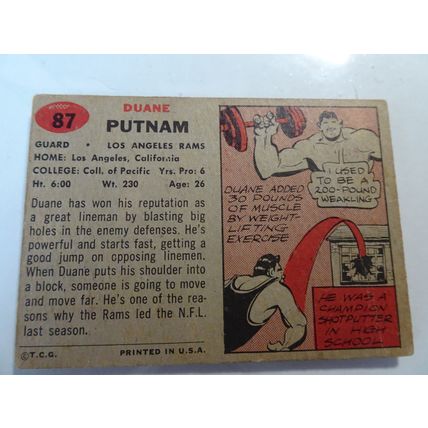 87
DUANE
PUTNAM
GUARD • LOS ANGELES RAMS
HOME: Los Angeles, California
COLLEGE: Coll. of Pacific Yrs. Pro: 6
Ht. 6:00 Wt. 230 Age: 26
Duane has won his reputation as
a great lineman by blasting big
holes in the enemy defenses. He's
powerful and starts fast, getting a
good jump on opposing linemen.
When Duane puts his shoulder into
a block, someone is going to move
and move far. He's one of the rea-
sons why the Rams led the N.F.L.
last season.
©T.C.G. PRINTED IN U.S.A.
I USED
TO BE A
200-POUND
WEAKLING!
DUANE ADDED
30 POUNDS
OF MUSCLE
BY WEIGHT-
LIFTING
EXERCISE
HE WAS A
CHAMPION
SHOTPUTTER
IN HIGH
SCHOOL